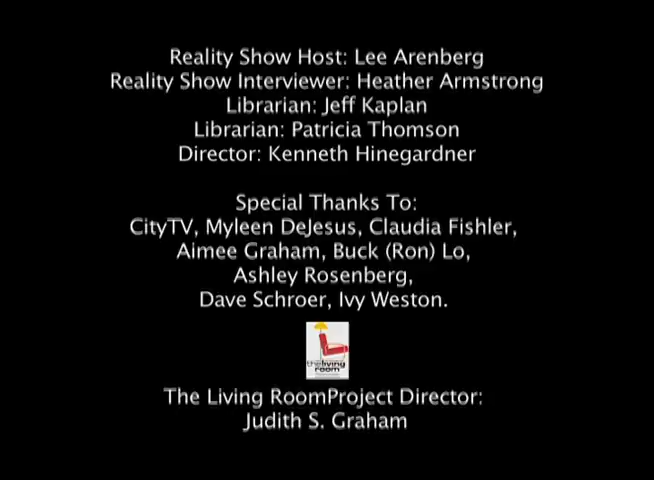 Reality Show Host: Lee Arenberg
Reality Show Interviewer: Heather Armstrong
Librarian: Jeff Kaplan
Librarian: Patricia Thomson
Director: Kenneth Hinegardner
Special Thanks To:
CityTV, Myleen DeJesus, Claudia Fishler,
Aimee Graham, Buck (Ron) Lo,
Ashley Rosenberg,
Dave Schroer, Ivy Weston.
theliving
room
The Living RoomProject Director:
Judith S. Graham